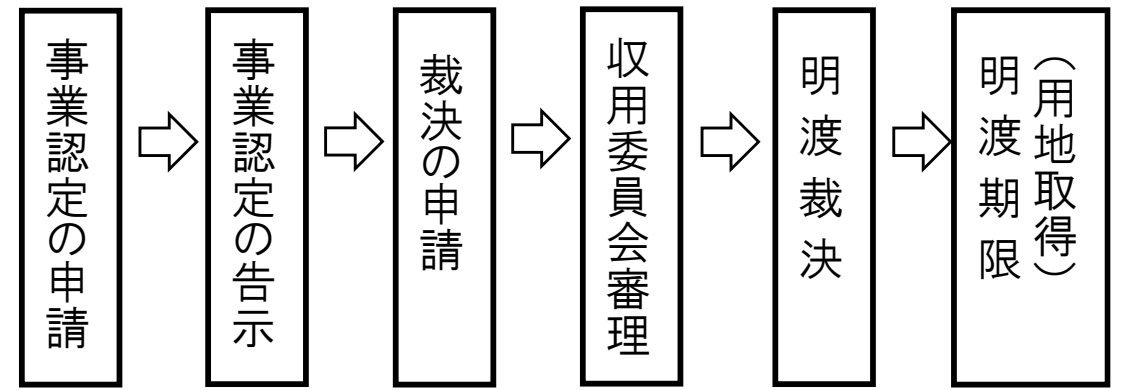 事業認定の申請
事業認定の告示
裁決の申請
収用委員会審理
明渡裁決
(用地取得)
明渡期限